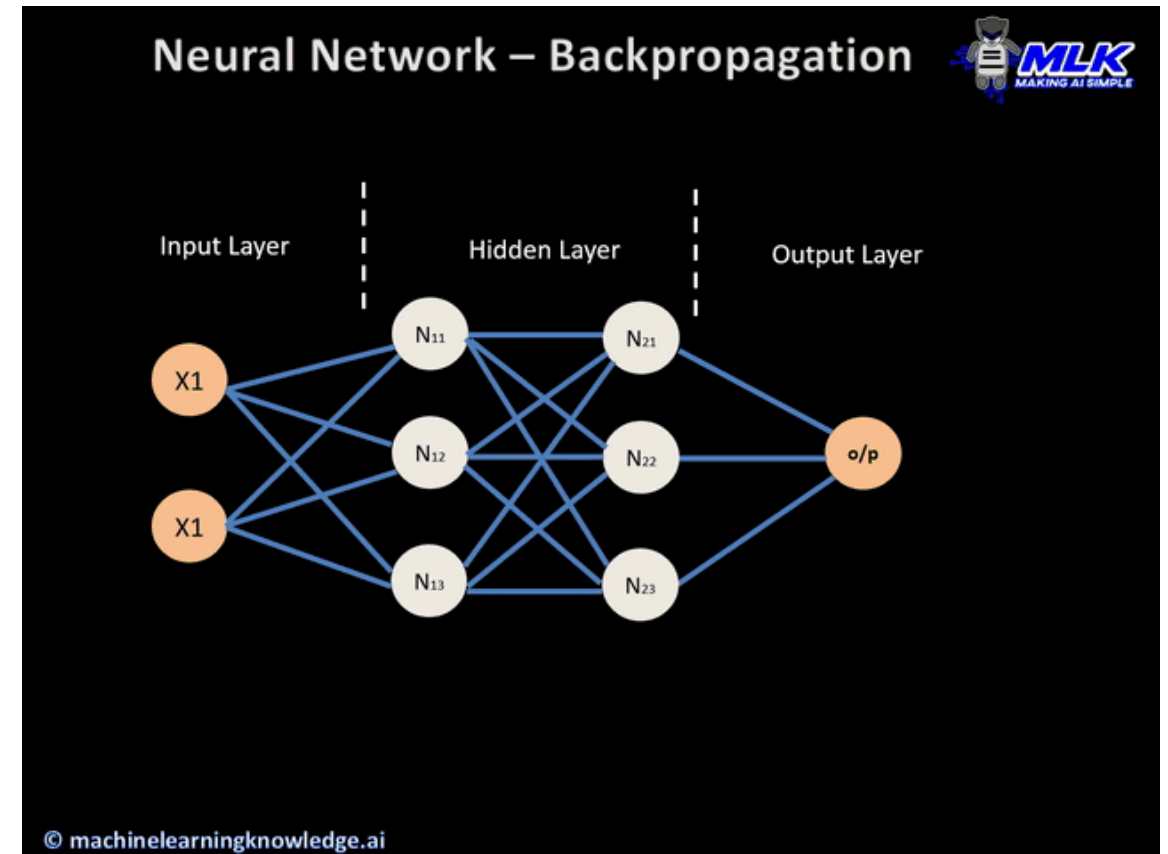 Neural Network – Backpropagation
MLK
MAKING AI SIMPLE
Input Layer
Hidden Layer
Output Layer
N₁₁
N₂₁
X1
N₁₂
N₂₂
o/p
X1
N₁₃
N₂₃
© machinelearningknowledge.ai